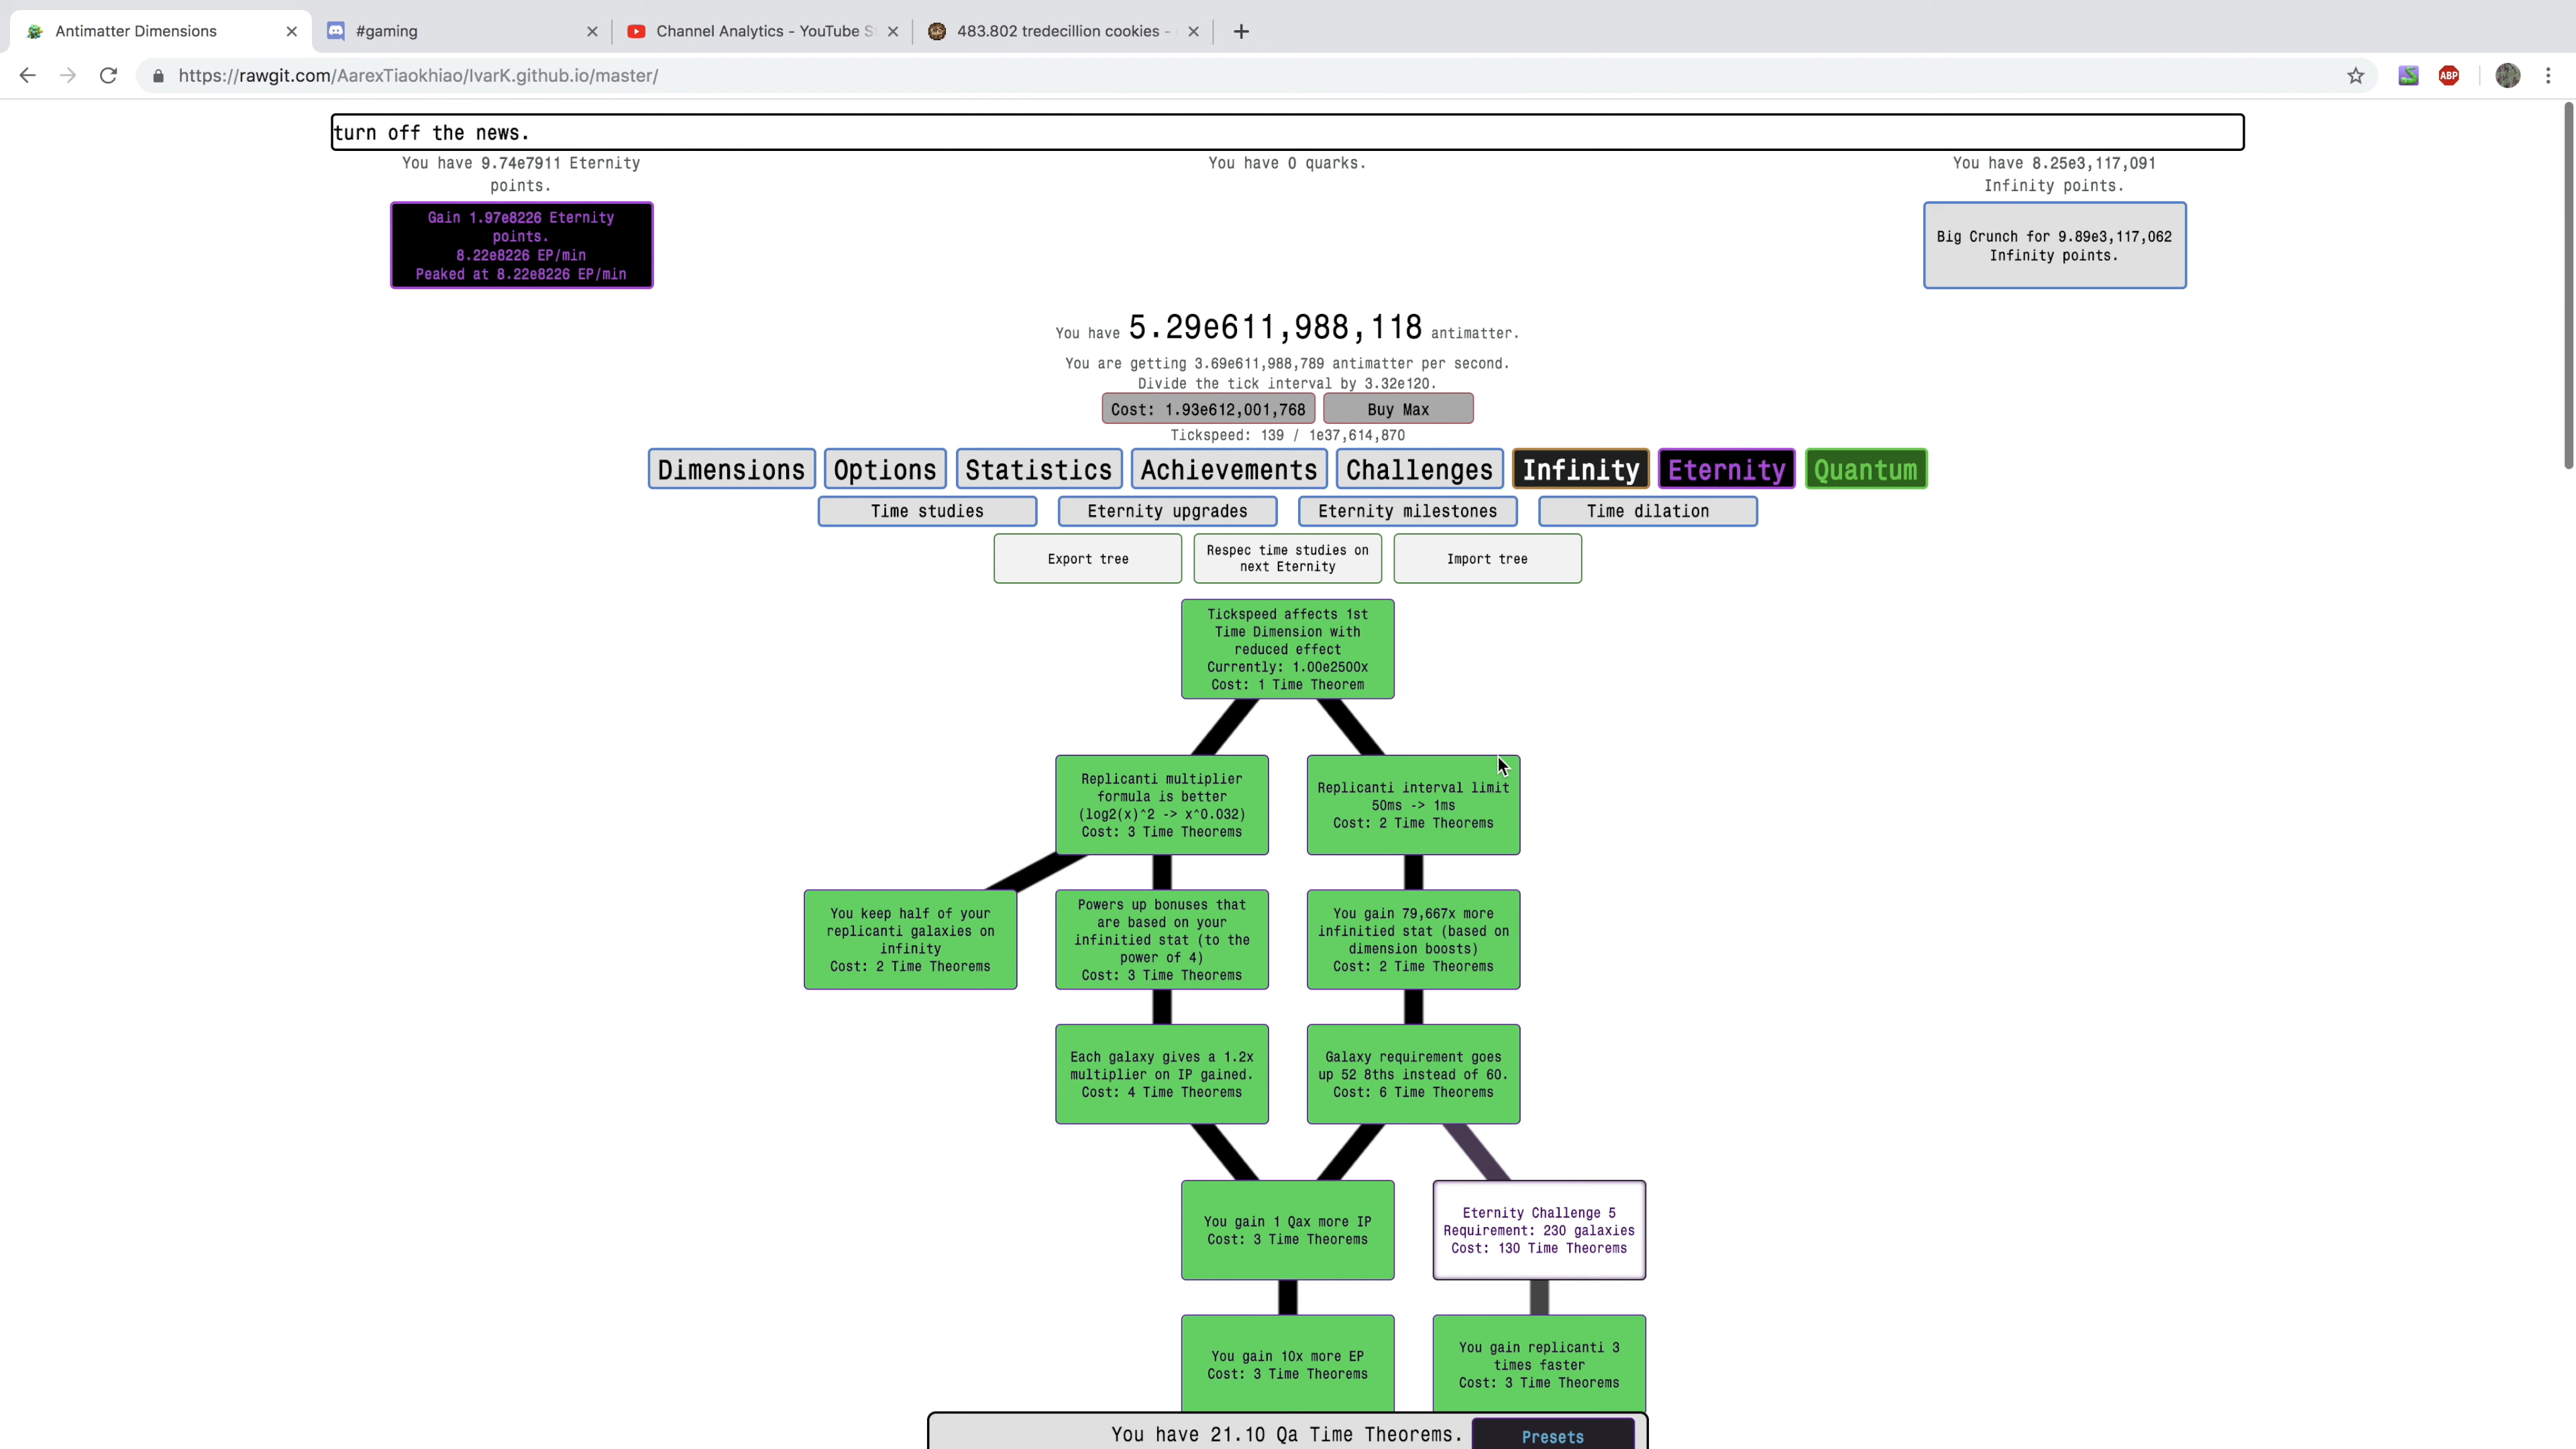 Antimatter Dimensions
#gaming
Channel Analytics - YouTube S
483.802 tredecillion cookies -
https://rawgit.com/AarexTiaokhiao/IvarK.github.io/master/
ABP
turn off the news.
You have 9.74e7911 Eternity
points.
You have 0 quarks.
You have 8.25e3,117,091
Infinity points.
Gain 1.97e8226 Eternity
points.
8.22e8226 EP/min
Peaked at 8.22e8226 EP/min
Big Crunch for 9.89e3,117,062
Infinity points.
You have 5.29e611,988,118 antimatter.
You are getting 3.69e611,988,789 antimatter per second.
Divide the tick interval by 3.32e120.
Cost: 1.93e612,001,768
Buy Max
Tickspeed: 139 / 1e37,614,870
Dimensions
Options
Statistics
Achievements
Challenges
Infinity
Eternity
Quantum
Time studies
Eternity upgrades
Eternity milestones
Time dilation
Export tree
Respec time studies on
next Eternity
Import tree
Tickspeed affects 1st
Time Dimension with
reduced effect
Currently: 1.00e2500x
Cost: 1 Time Theorem
Replicanti multiplier
formula is better
(log2(x)^2 -> x^0.032)
Cost: 3 Time Theorems
Replicanti interval limit
50ms -> 1ms
Cost: 2 Time Theorems
You keep half of your
replicanti galaxies on
infinity
Cost: 2 Time Theorems
Powers up bonuses that
are based on your
infinitied stat (to the
power of 4)
Cost: 3 Time Theorems
You gain 79,667x more
infinitied stat (based on
dimension boosts)
Cost: 2 Time Theorems
Each galaxy gives a 1.2x
multiplier on IP gained.
Cost: 4 Time Theorems
Galaxy requirement goes
up 52 8ths instead of 60.
Cost: 6 Time Theorems
You gain 1 Qax more IP
Cost: 3 Time Theorems
Eternity Challenge 5
Requirement: 230 galaxies
Cost: 130 Time Theorems
You gain 10x more EP
Cost: 3 Time Theorems
You gain replicanti 3
times faster
Cost: 3 Time Theorems
You have 21.10 Qa Time Theorems.
Presets